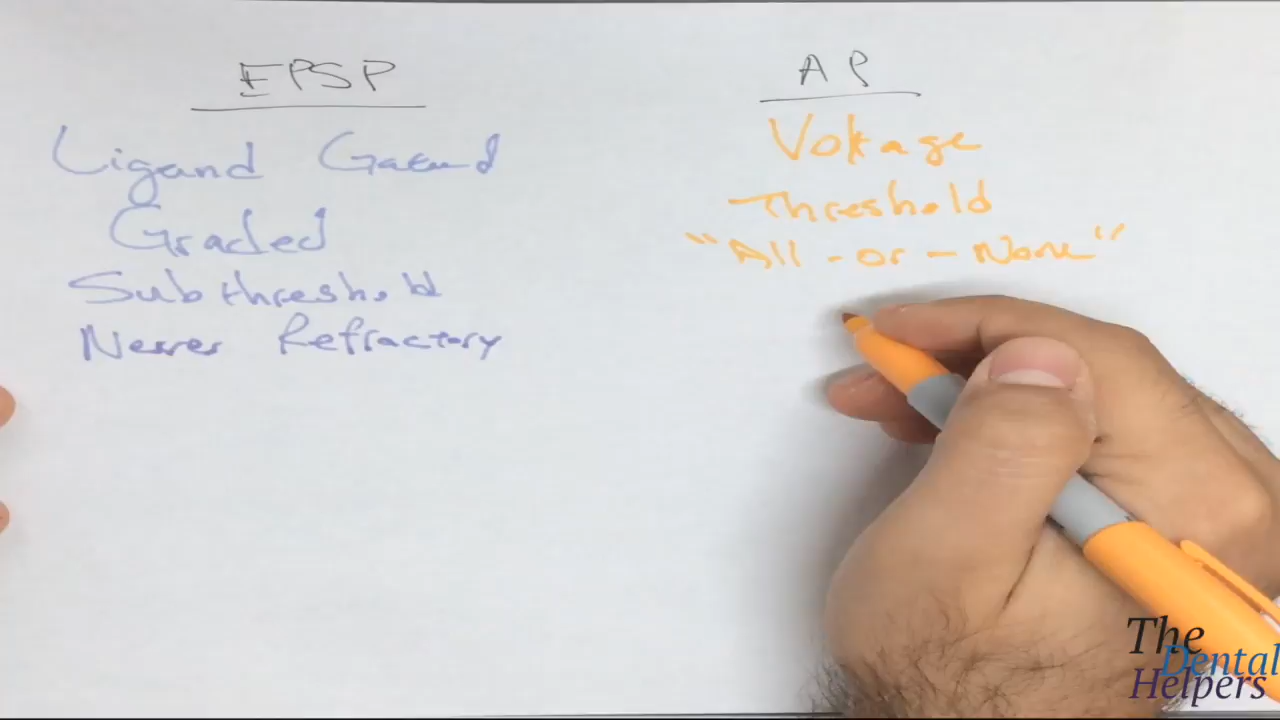 EPSP
Ligand Gated
Graded
Subthreshold
Never Refractory
AP
Voltage
Threshold
"All-or-None"
The
Dental
Helpers